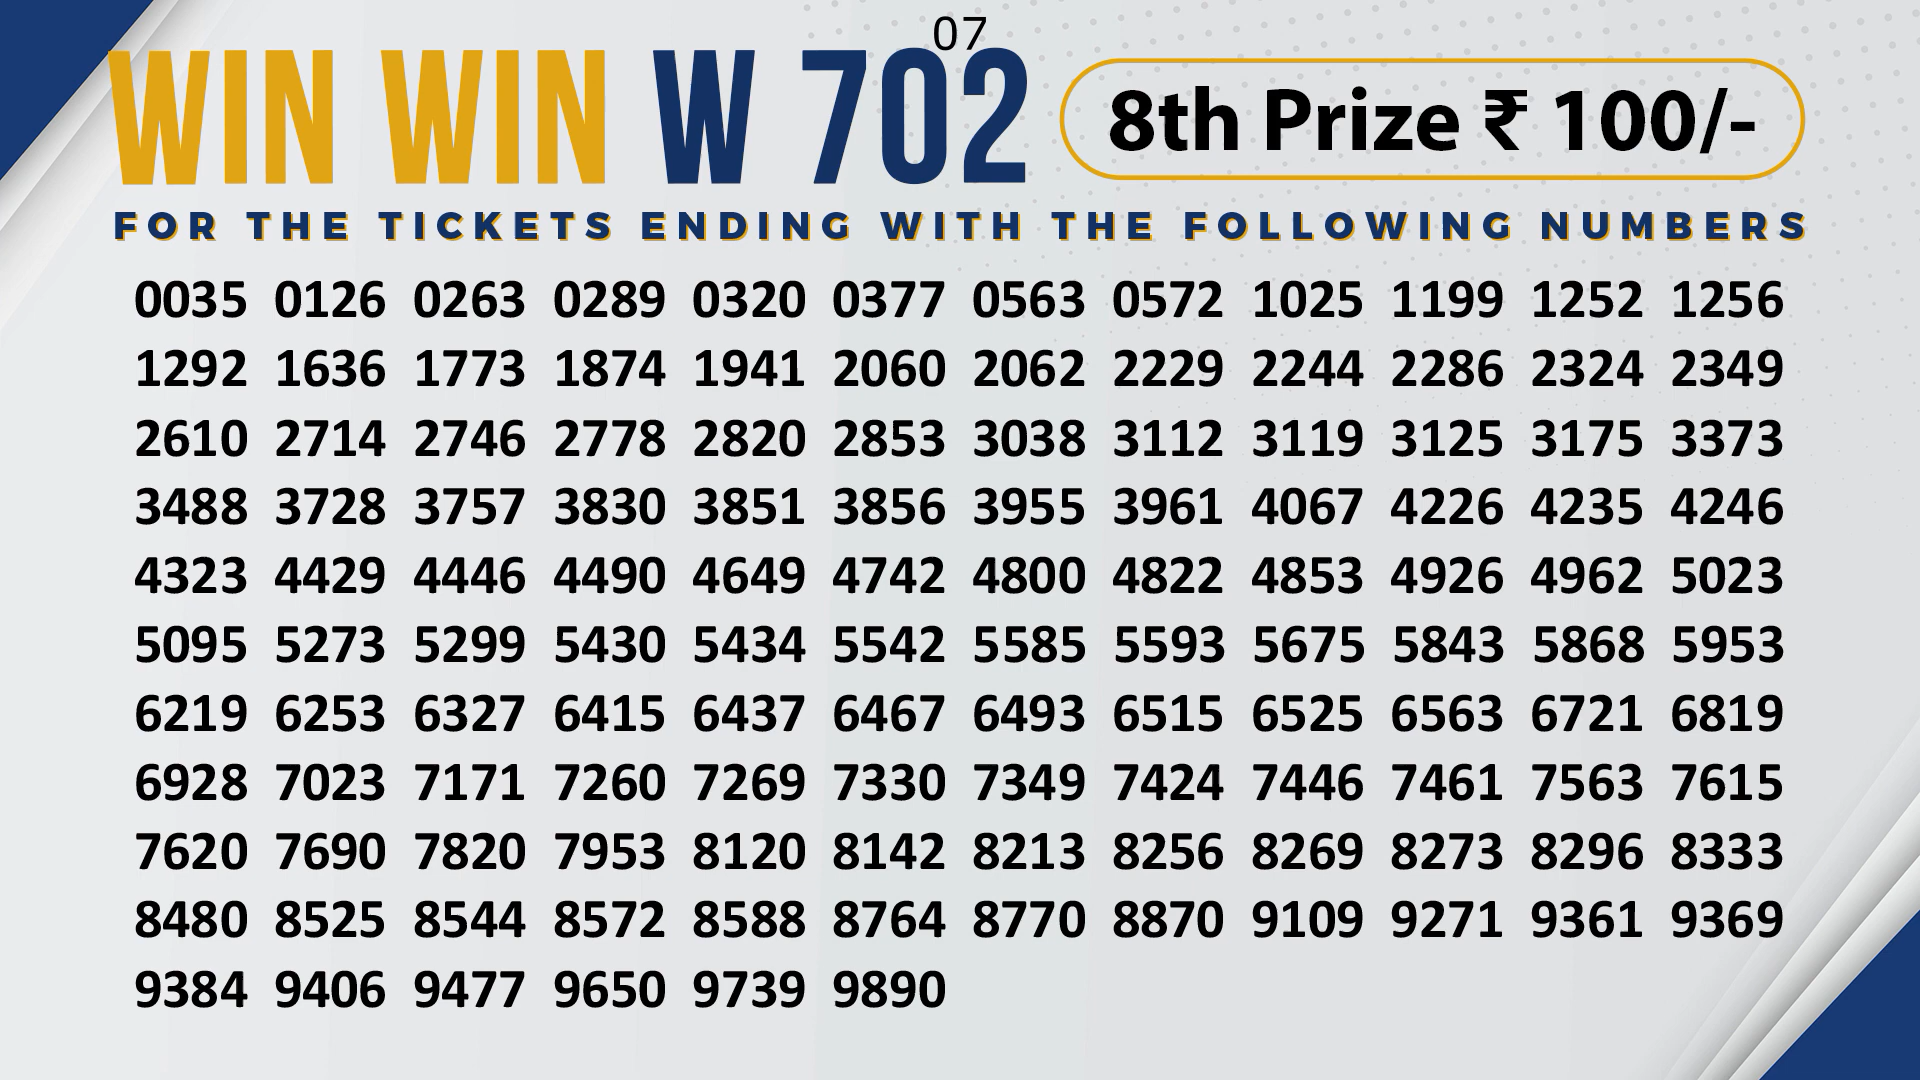 07
WIN WIN W 702
8th Prize ₹ 100/-
FOR THE TICKETS ENDING WITH THE FOLLOWING NUMBERS
0035 0126 0263 0289 0320 0377 0563 0572 1025 1199 1252 1256
1292 1636 1773 1874 1941 2060 2062 2229 2244 2286 2324 2349
2610 2714 2746 2778 2820 2853 3038 3112 3119 3125 3175 3373
3488 3728 3757 3830 3851 3856 3955 3961 4067 4226 4235 4246
4323 4429 4446 4490 4649 4742 4800 4822 4853 4926 4962 5023
5095 5273 5299 5430 5434 5542 5585 5593 5675 5843 5868 5953
6219 6253 6327 6415 6437 6467 6493 6515 6525 6563 6721 6819
6928 7023 7171 7260 7269 7330 7349 7424 7446 7461 7563 7615
7620 7690 7820 7953 8120 8142 8213 8256 8269 8273 8296 8333
8480 8525 8544 8572 8588 8764 8770 8870 9109 9271 9361 9369
9384 9406 9477 9650 9739 9890